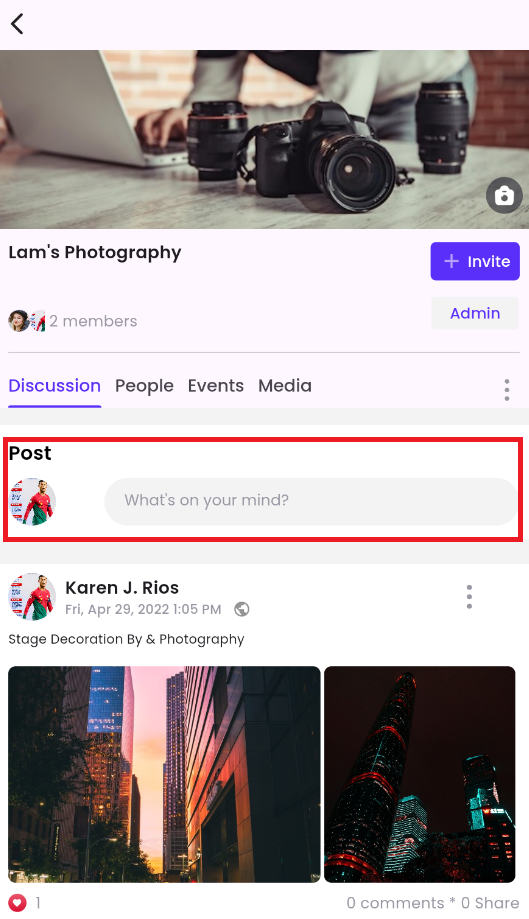 Lam's Photography
+ Invite
2 members
Admin
Discussion People Events Media
Post
What's on your mind?
Karen J. Rios
Fri, Apr 29, 2022 1:05 PM
Stage Decoration By & Photography
1
0 comments * 0 Share